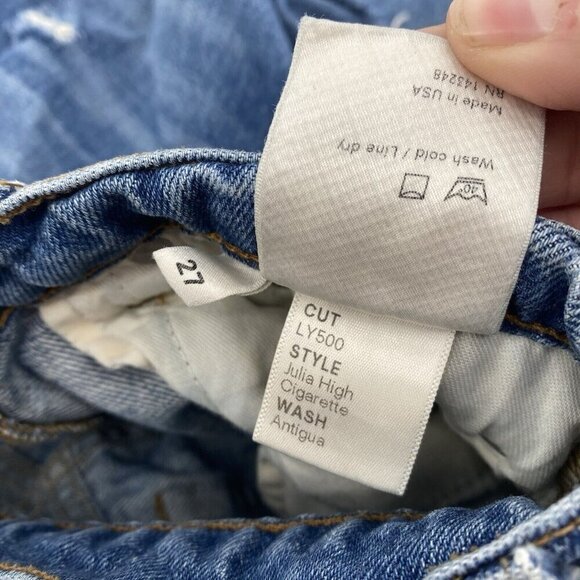 Made in USA
RN 143248
Wash cold / Line dry
40°
27
CUT
LY500
STYLE
Julia High
Cigarette
WASH
Antigua